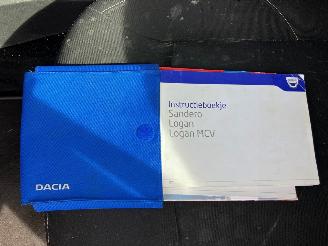 Instructieboekje
Sandero
Logan
Logan MCV
DACIA